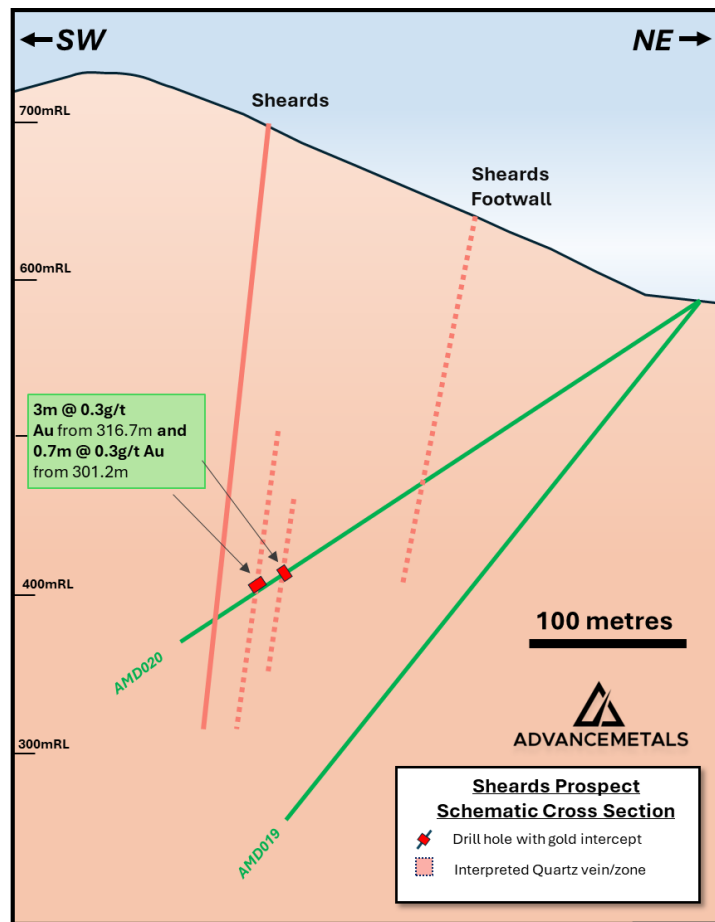 ← SW
NE →
700mRL
Sheards
Sheards
Footwall
600mRL
3m @ 0.3g/t
Au from 316.7m and
0.7m @ 0.3g/t Au
from 301.2m
400mRL
100 metres
AMD020
ADVANCEMETALS
300mRL
AMD019
Sheards Prospect
Schematic Cross Section
Drill hole with gold intercept
Interpreted Quartz vein/zone